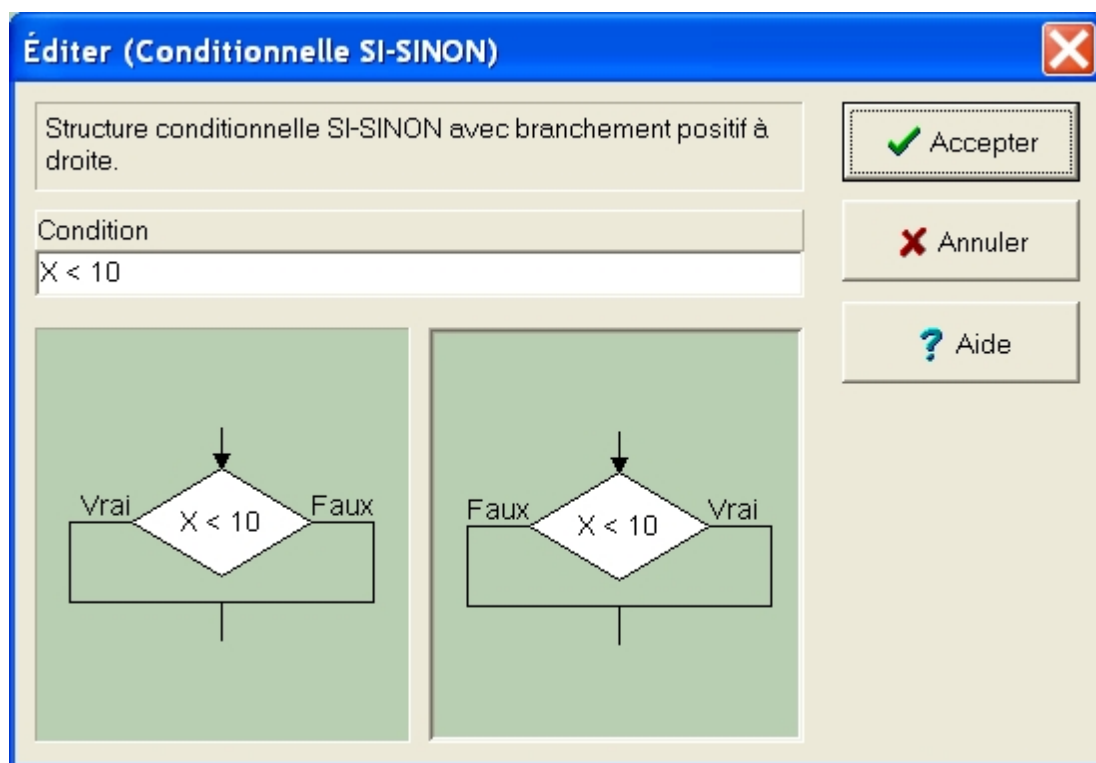 Éditer (Conditionnelle SI-SINON)
Structure conditionnelle SI-SINON avec branchement positif à
droite.
Accepter
Condition
X < 10
Annuler
Aide
Vrai
X < 10
Faux
Faux
X < 10
Vrai